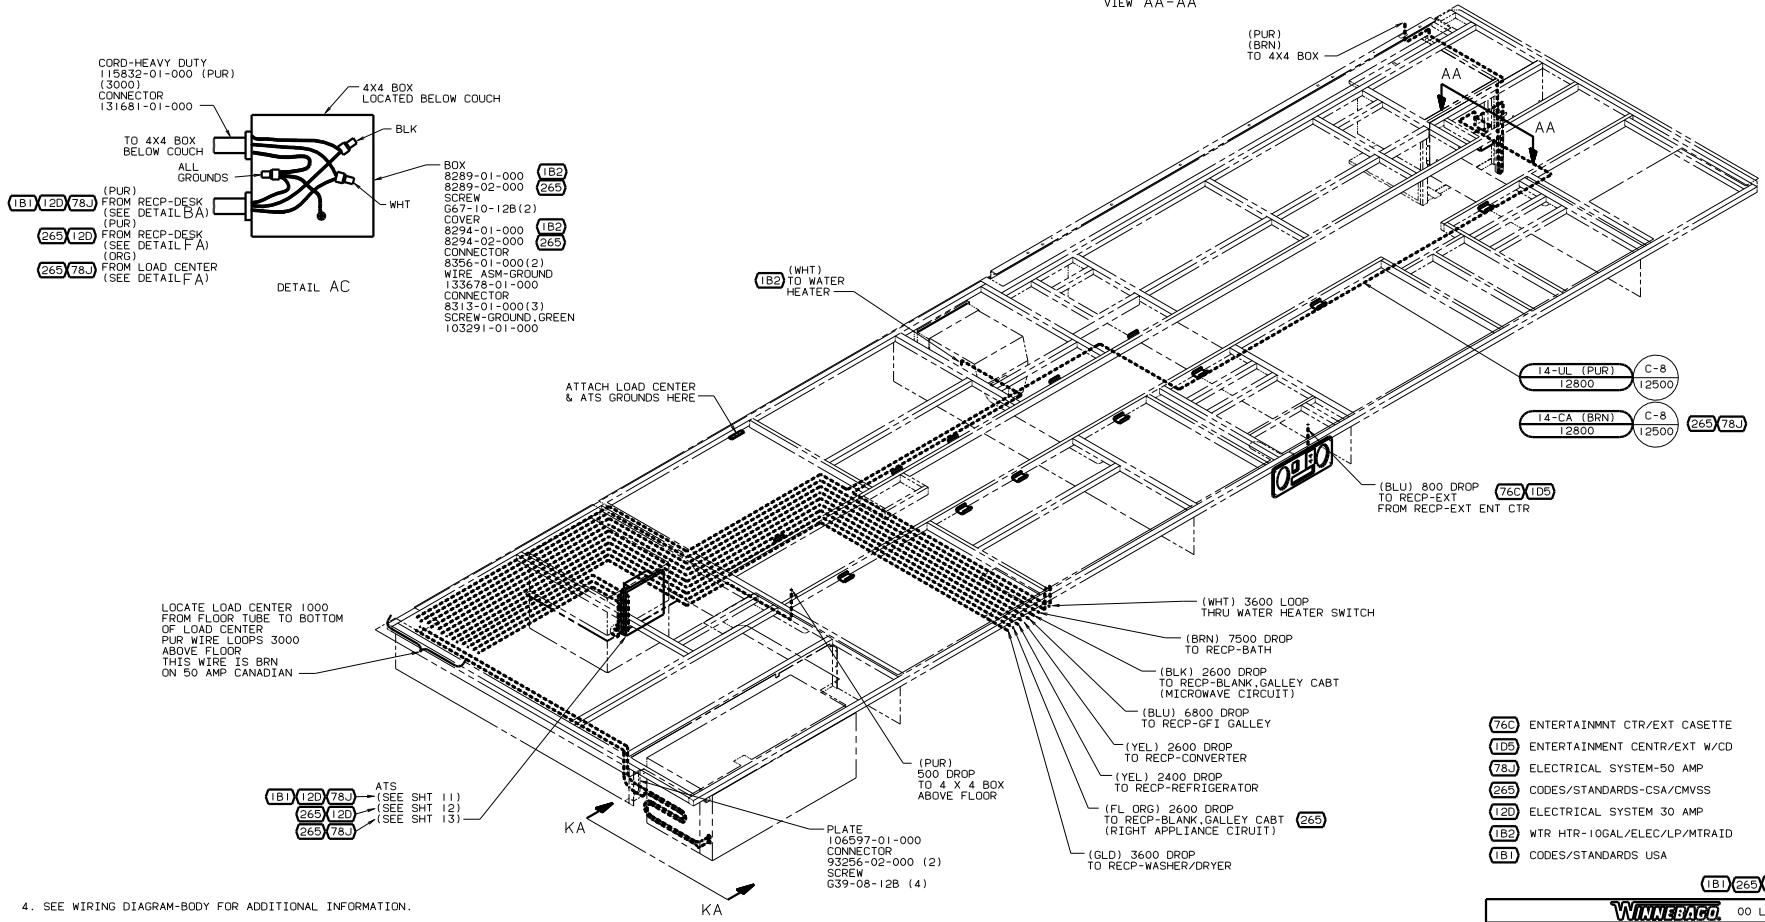 VIEW AA-AA
(PUR)
(BRN)
TO 4X4 BOX
AA
AA
CORD-HEAVY DUTY
115832-01-000 (PUR)
(3000)
CONNECTOR
131681-01-000
4X4 BOX
LOCATED BELOW COUCH
BLK
TO 4X4 BOX
BELOW COUCH
ALL
GROUNDS
WHT
1B1 12D 78J (PUR)
FROM RECP-DESK
(SEE DETAIL BA)
265 12D (PUR)
FROM RECP-DESK
(SEE DETAIL FA)
265 78J (ORG)
FROM LOAD CENTER
(SEE DETAIL FA)
BOX
8289-01-000 1B2
8289-02-000 265
SCREW
G67-10-12B(2)
COVER
8294-01-000 1B2
8294-02-000 265
CONNECTOR
8356-01-000(2)
WIRE ASM-GROUND
133678-01-000
CONNECTOR
8313-01-000(3)
SCREW-GROUND,GREEN
103291-01-000
DETAIL AC
1B2 (WHT)
TO WATER
HEATER
ATTACH LOAD CENTER
& ATS GROUNDS HERE
14-UL (PUR) C-8
12800 12500
14-CA (BRN) C-8
12800 12500 265 78J
(BLU) 800 DROP
TO RECP-EXT 76C 1D5
FROM RECP-EXT ENT CTR
LOCATE LOAD CENTER 1000
FROM FLOOR TUBE TO BOTTOM
OF LOAD CENTER
PUR WIRE LOOPS 3000
ABOVE FLOOR
THIS WIRE IS BRN
ON 50 AMP CANADIAN
(WHT) 3600 LOOP
THRU WATER HEATER SWITCH
(BRN) 7500 DROP
TO RECP-BATH
(BLK) 2600 DROP
TO RECP-BLANK,GALLEY CABT
(MICROWAVE CIRCUIT)
(BLU) 6800 DROP
TO RECP-GFI GALLEY
(YEL) 2600 DROP
TO RECP-CONVERTER
(YEL) 2400 DROP
TO RECP-REFRIGERATOR
(FL ORG) 2600 DROP
TO RECP-BLANK,GALLEY CABT 265
(RIGHT APPLIANCE CIRUIT)
(GLD) 3600 DROP
TO RECP-WASHER/DRYER
(PUR)
500 DROP
TO 4 X 4 BOX
ABOVE FLOOR
ATS
1B1 12D 78J (SEE SHT 11)
265 12D (SEE SHT 12)
265 78J (SEE SHT 13)
KA
KA
PLATE
106597-01-000
CONNECTOR
93256-02-000 (2)
SCREW
G39-08-12B (4)
76C ENTERTAINMNT CTR/EXT CASETTE
1D5 ENTERTAINMENT CENTR/EXT W/CD
78J ELECTRICAL SYSTEM-50 AMP
265 CODES/STANDARDS-CSA/CMVSS
12D ELECTRICAL SYSTEM 30 AMP
1B2 WTR HTR-10GAL/ELEC/LP/MTRAID
1B1 CODES/STANDARDS USA
1B1 265
4. SEE WIRING DIAGRAM-BODY FOR ADDITIONAL INFORMATION.
WINNEBAGO 00 L